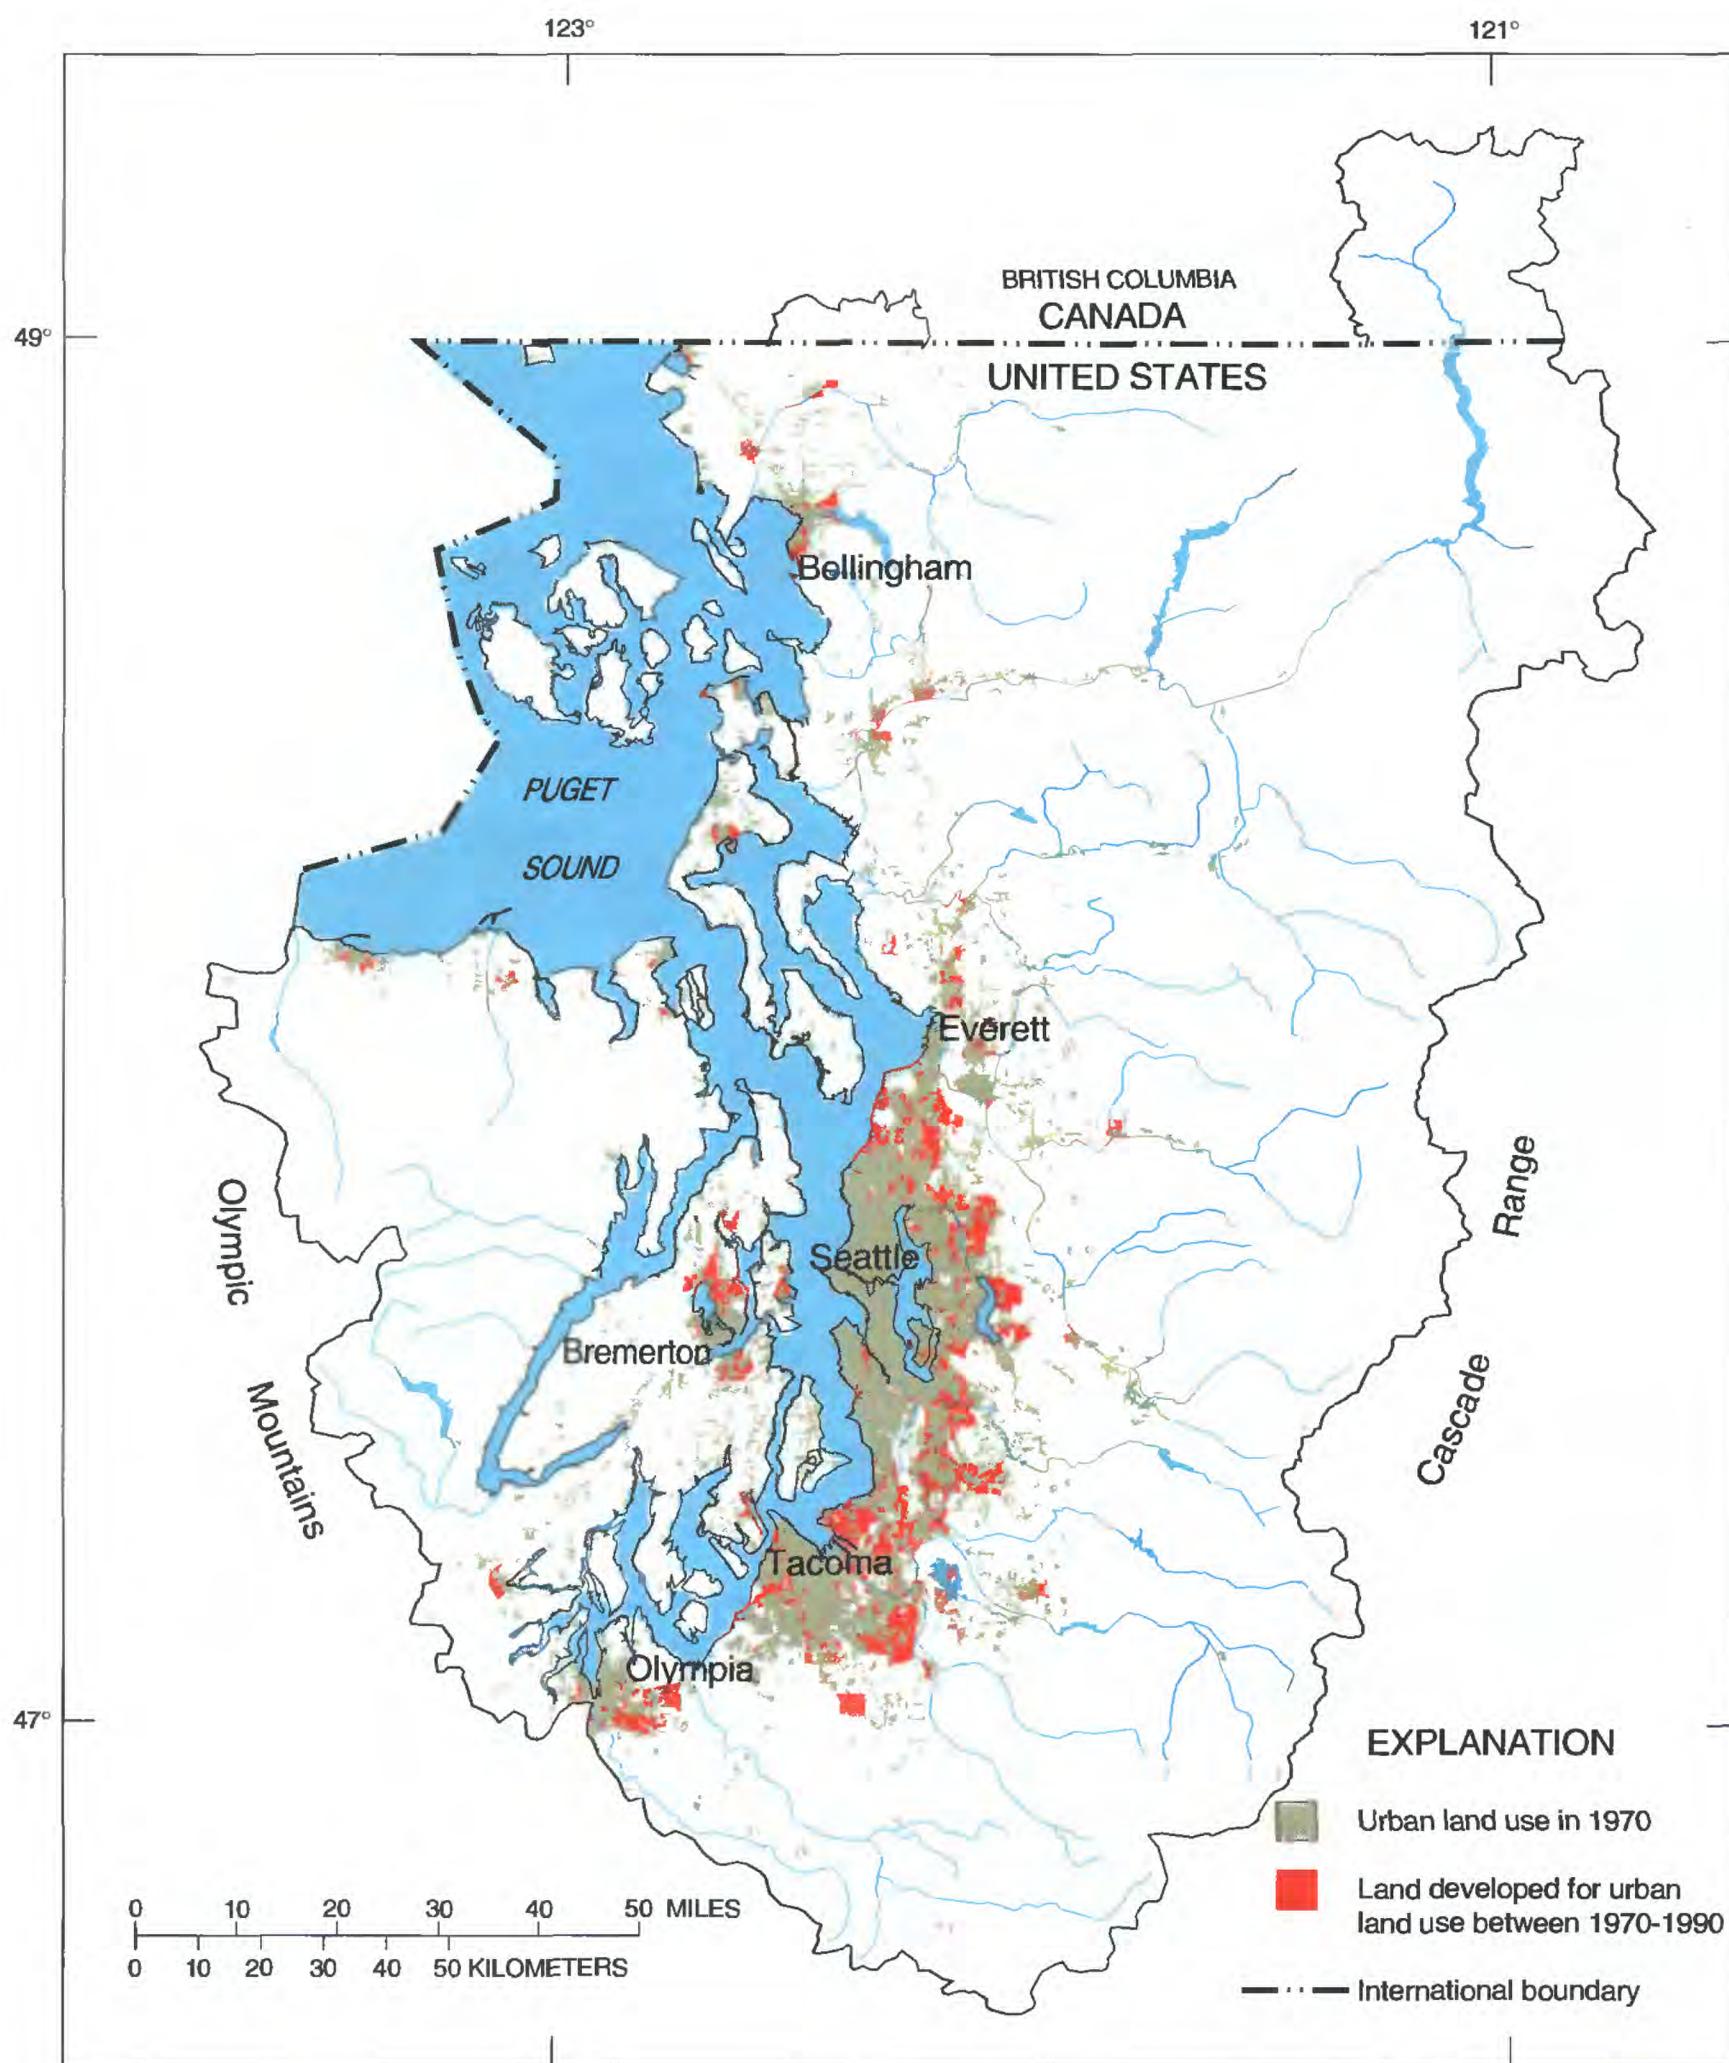 123° 121°
BRITISH COLUMBIA
CANADA
49°
UNITED STATES
Bellingham
PUGET
SOUND
Everett
Olympic
Mountains
Range
Cascade
Seattle
Bremerton
Tacoma
Olympia
47°
EXPLANATION
Urban land use in 1970
Land developed for urban
land use between 1970-1990
International boundary
0 10 20 30 40 50 MILES
0 10 20 30 40 50 KILOMETERS